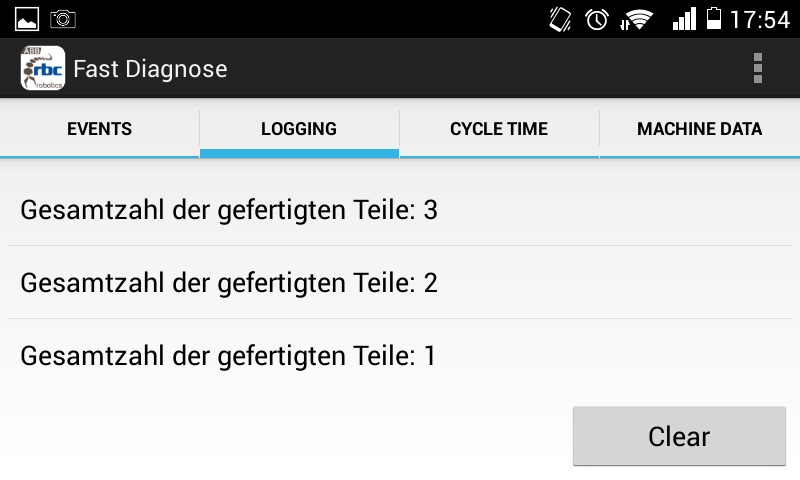 17:54
ABB
rbc
robotics
Fast Diagnose
EVENTS
LOGGING
CYCLE TIME
MACHINE DATA
Gesamtzahl der gefertigten Teile: 3
Gesamtzahl der gefertigten Teile: 2
Gesamtzahl der gefertigten Teile: 1
Clear